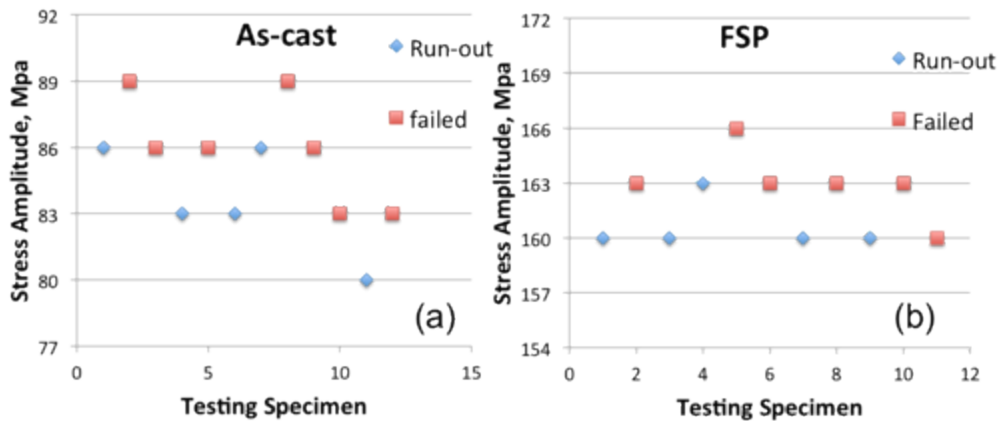 As-cast
Run-out
failed
Stress Amplitude, Mpa
92
89
86
83
80
77
0
5
10
15
Testing Specimen
(a)
FSP
Run-out
Failed
Stress Amplitude, Mpa
172
169
166
163
160
157
154
0
2
4
6
8
10
12
Testing Specimen
(b)